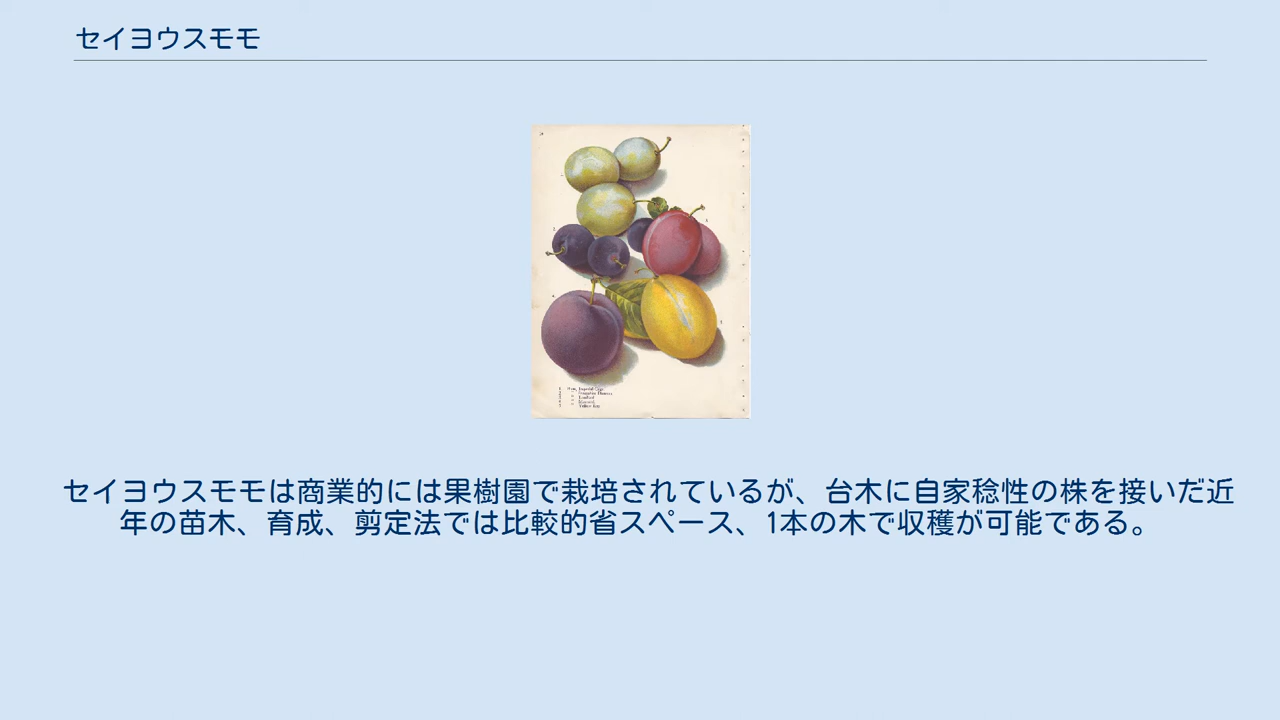 セイヨウスモモ
セイヨウスモモは商業的には果樹園で栽培されているが、台木に自家稔性の株を接いだ近
年の苗木、育成、剪定法では比較的省スペース、1本の木で収穫が可能である。